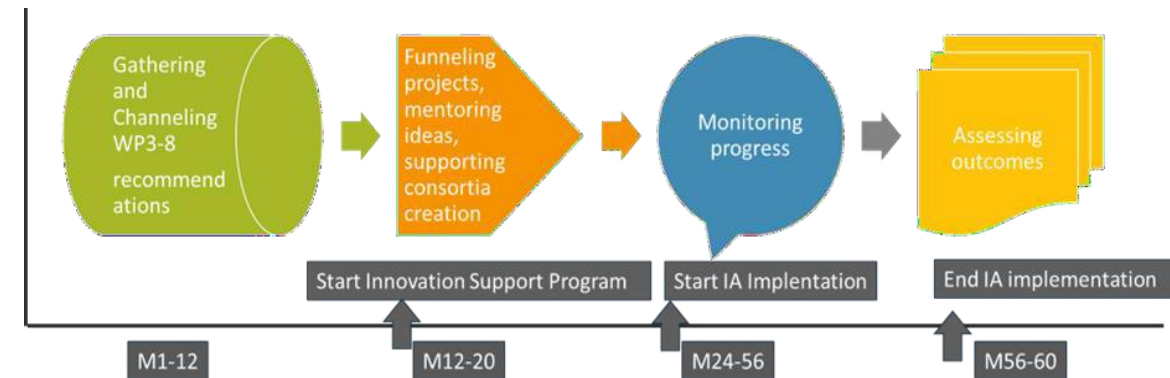 Gathering
and
Channeling
WP3-8
recommend
ations
Funneling
projects,
mentoring
ideas,
supporting
consortia
creation
Monitoring
progress
Assessing
outcomes
Start Innovation Support Program
Start IA Implentation
End IA implementation
M1-12
M12-20
M24-56
M56-60